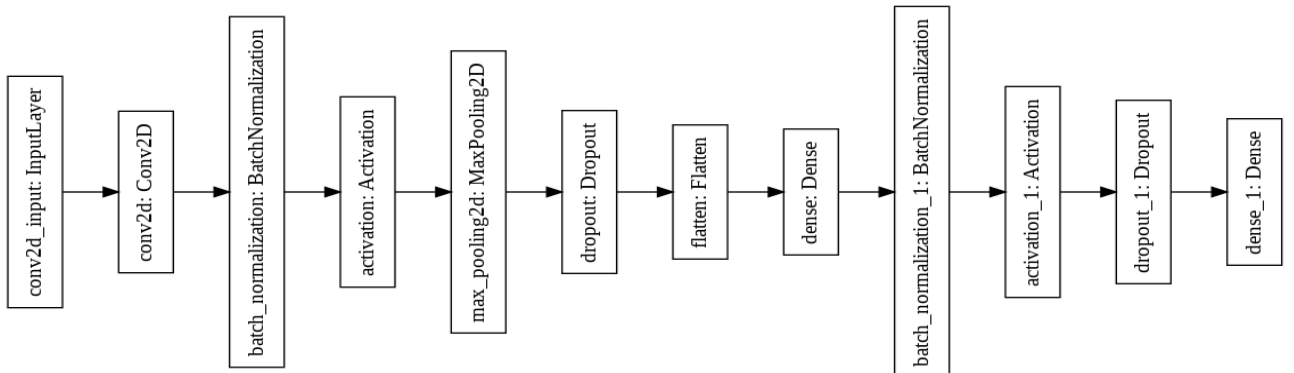 conv2d_input: InputLayer
conv2d: Conv2D
batch_normalization: BatchNormalization
activation: Activation
max_pooling2d: MaxPooling2D
dropout: Dropout
flatten: Flatten
dense: Dense
batch_normalization_1: BatchNormalization
activation_1: Activation
dropout_1: Dropout
dense_1: Dense